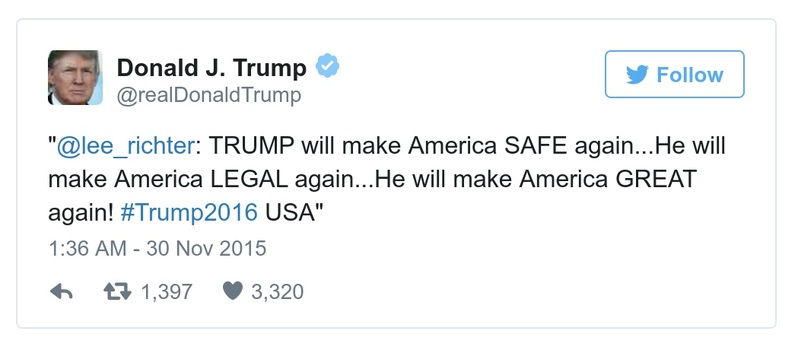 Donald J. Trump
@realDonaldTrump
Follow
"@lee_richter: TRUMP will make America SAFE again...He will
make America LEGAL again...He will make America GREAT
again! #Trump2016 USA"
1:36 AM - 30 Nov 2015
1,397 3,320